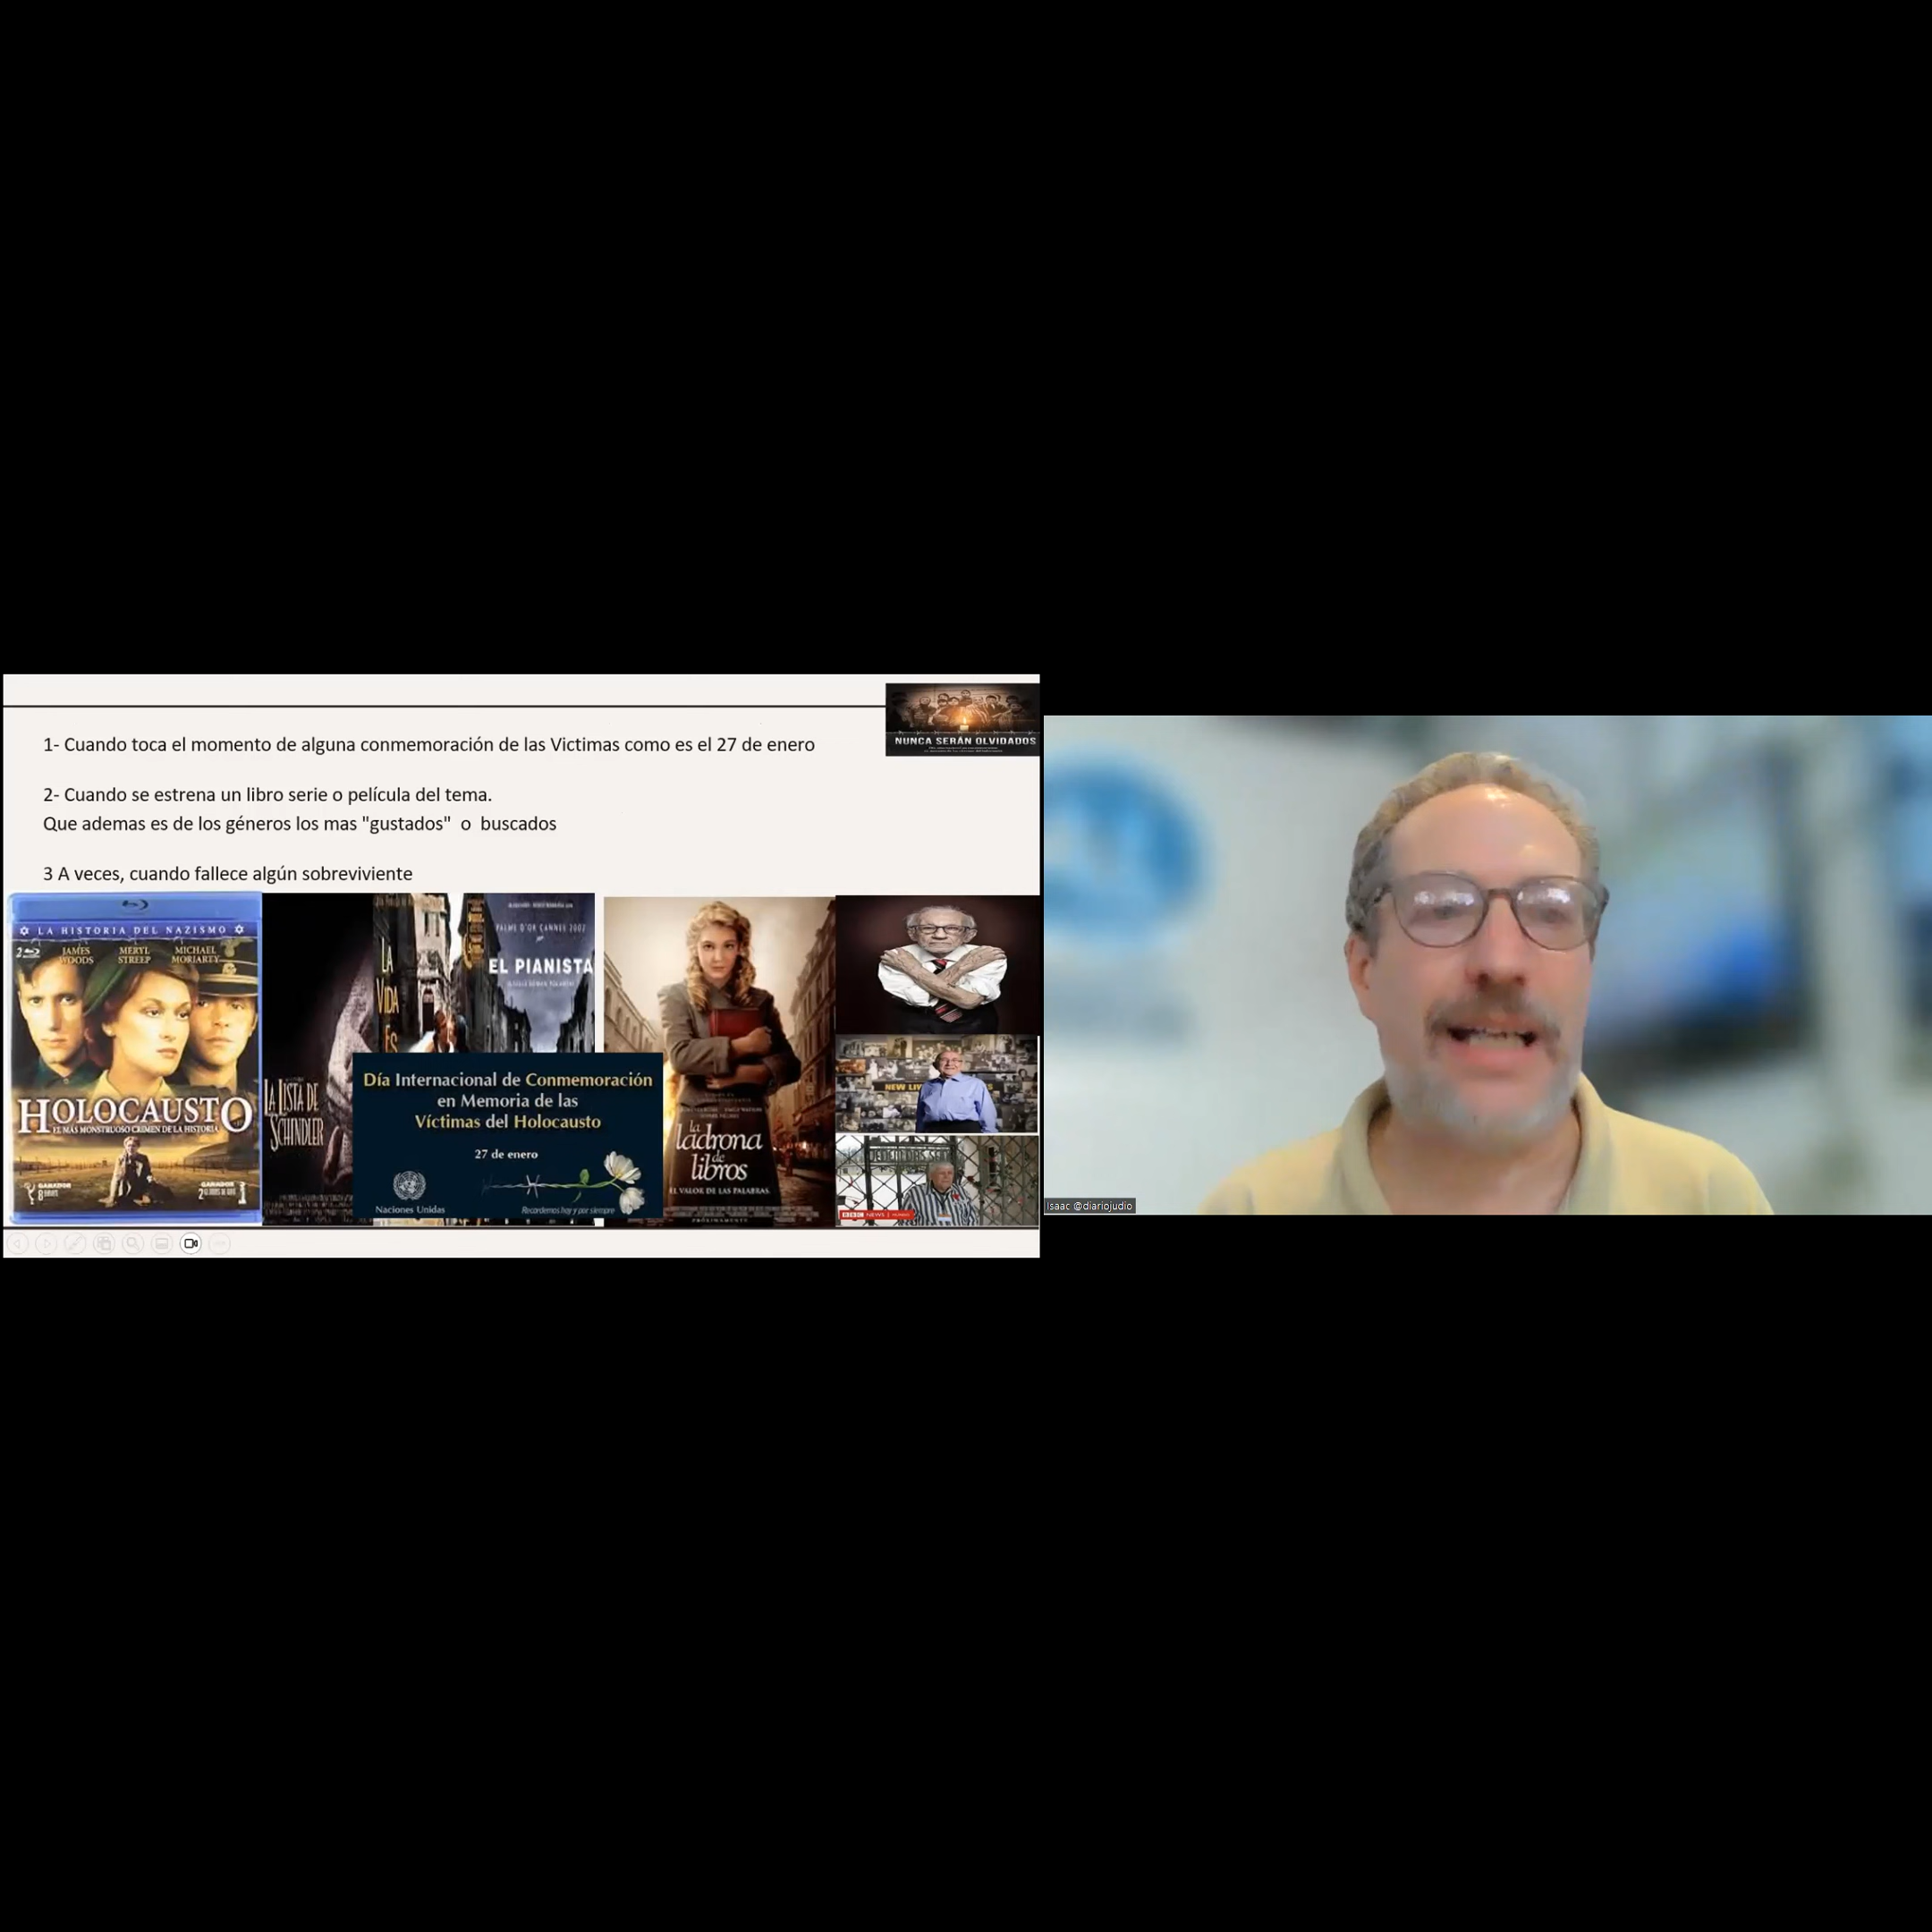 NUNCA SERÁN OLVIDADOS
1- Cuando toca el momento de alguna conmemoración de las Victimas como es el 27 de enero
2- Cuando se estrena un libro serie o película del tema.
Que ademas es de los géneros los mas "gustados" o buscados
3 A veces, cuando fallece algún sobreviviente
LA HISTORIA DEL NAZISMO
JAMES WOODS
MERYL STREEP
MICHAEL MORIARTY
HOLOCAUSTO
EL MÁS MONSTRUOSO CRIMEN DE LA HISTORIA
GANADOR
8
GANADOR
LA LISTA DE
SCHINDLER
LA
VIDA
ES
PALME D'OR CANNES 2002
EL PIANISTA
Día Internacional de Conmemoración
en Memoria de las
Víctimas del Holocausto
27 de enero
Naciones Unidas
Recordemos hoy y por siempre
la
ladrona
de
libros
EL VALOR DE LAS PALABRAS.
PRÓXIMAMENTE
NEW
BBC NEWS
Isaac @diariojudio